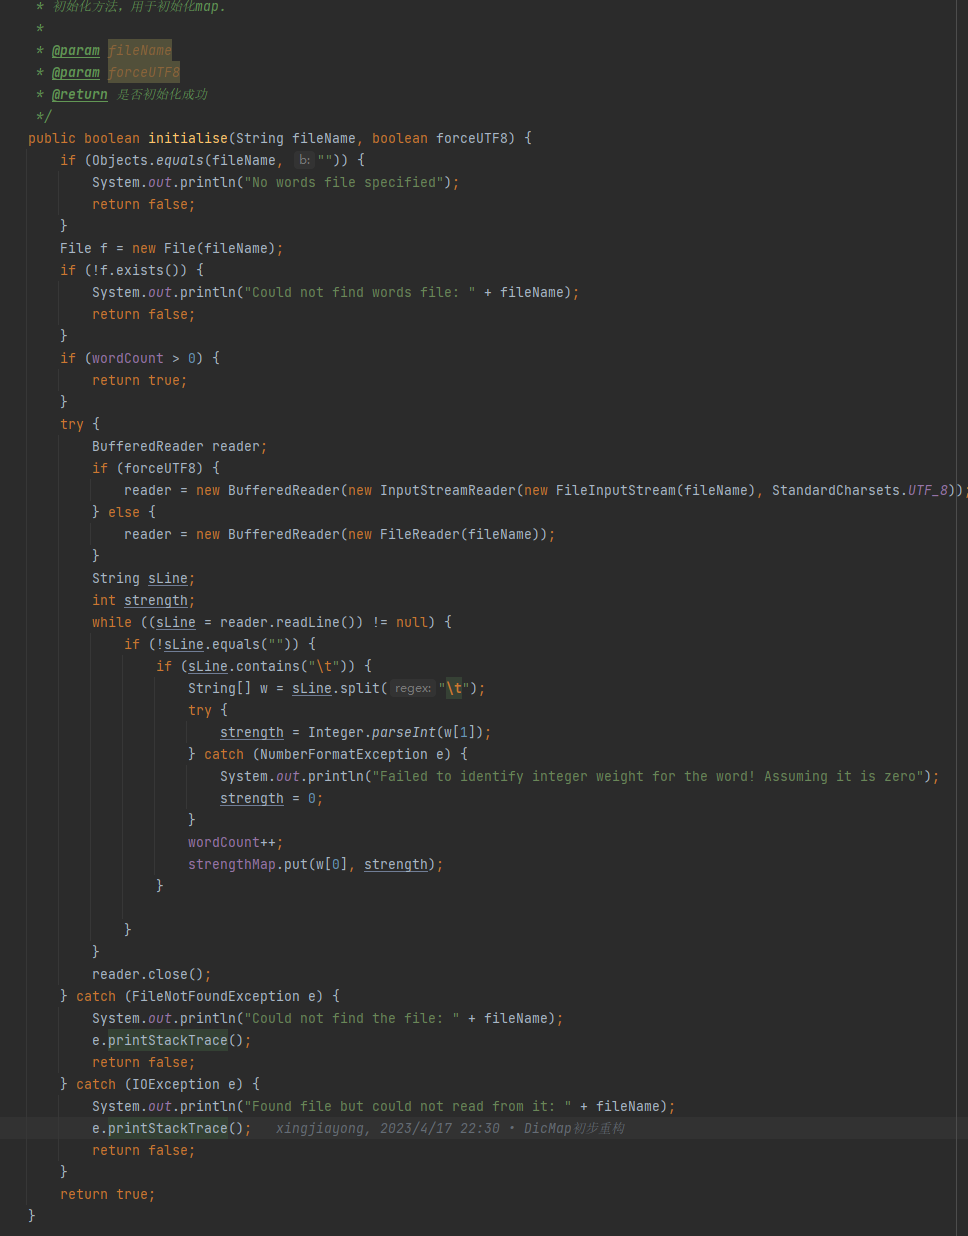 * 初始化方法，用于初始化map.
*
* @param fileName
* @param forceUTF8
* @return 是否初始化成功
*/
public boolean initialise(String fileName, boolean forceUTF8) {
if (Objects.equals(fileName, b: "")) {
System.out.println("No words file specified");
return false;
}
File f = new File(fileName);
if (!f.exists()) {
System.out.println("Could not find words file: " + fileName);
return false;
}
if (wordCount > 0) {
return true;
}
try {
BufferedReader reader;
if (forceUTF8) {
reader = new BufferedReader(new InputStreamReader(new FileInputStream(fileName), StandardCharsets.UTF_8));
} else {
reader = new BufferedReader(new FileReader(fileName));
}
String sLine;
int strength;
while ((sLine = reader.readLine()) != null) {
if (!sLine.equals("")) {
if (sLine.contains("\t")) {
String[] w = sLine.split( regex: "\t");
try {
strength = Integer.parseInt(w[1]);
} catch (NumberFormatException e) {
System.out.println("Failed to identify integer weight for the word! Assuming it is zero");
strength = 0;
}
wordCount++;
strengthMap.put(w[0], strength);
}
}
}
reader.close();
} catch (FileNotFoundException e) {
System.out.println("Could not find the file: " + fileName);
e.printStackTrace();
return false;
} catch (IOException e) {
System.out.println("Found file but could not read from it: " + fileName);
e.printStackTrace(); xingjiayong, 2023/4/17 22:30 • DicMap初步重构
return false;
}
return true;
}